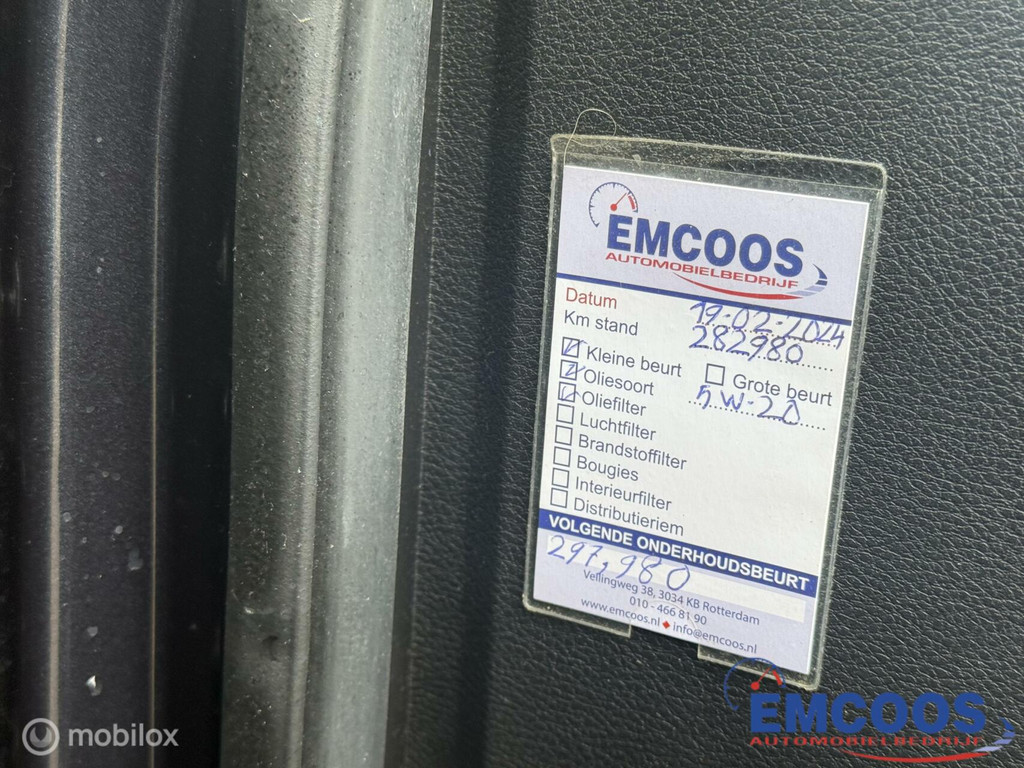 EMCOOS
AUTOMOBIELBEDRIJF
Datum 19-02-2024
Km stand 282980
Kleine beurt Grote beurt
Oliesoort 5W-20
Oliefilter
Luchtfilter
Brandstoffilter
Bougies
Interieurfilter
Distributieriem
VOLGENDE ONDERHOUDSBEURT
297,980
Vellingweg 38, 3034 KB Rotterdam
010 - 466 81 90
www.emcoos.nl ♦ info@emcoos.nl
mobilox
EMCOOS
AUTOMOBIELBEDRIJF